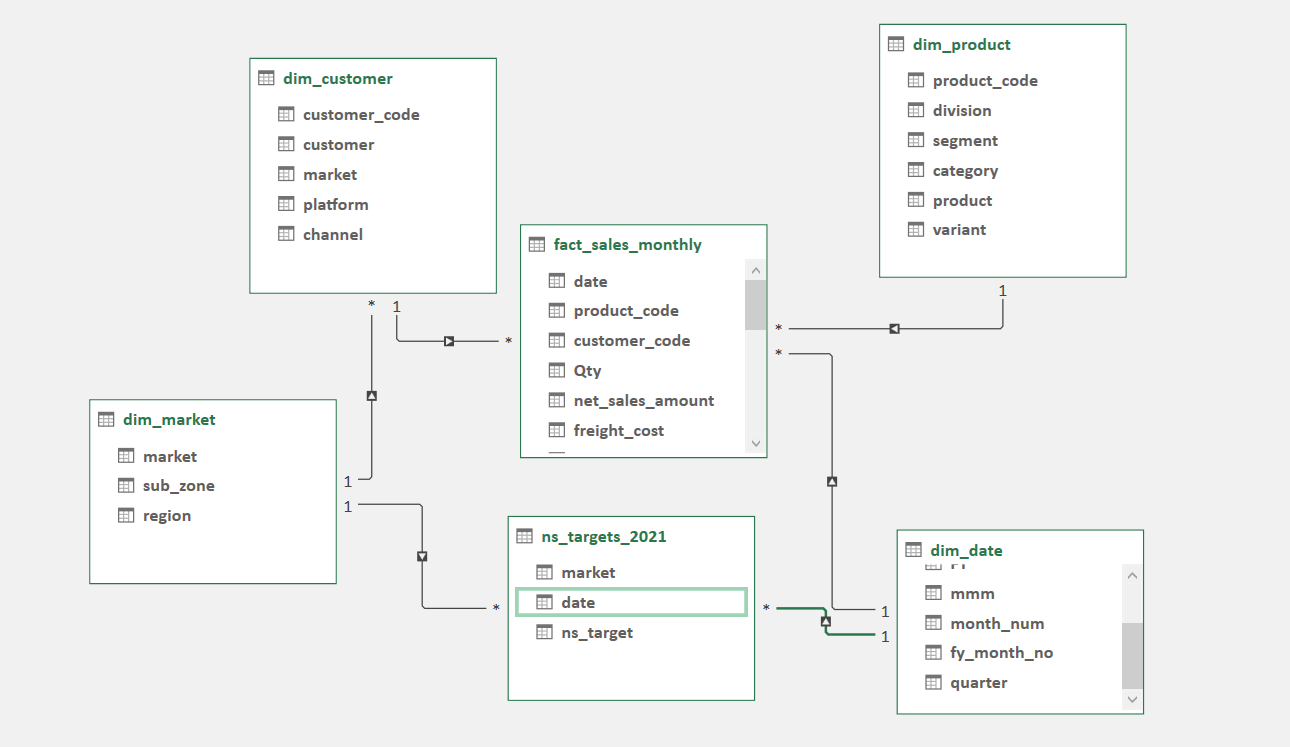 dim_customer
customer_code
customer
market
platform
channel
* 1
dim_product
product_code
division
segment
category
product
variant
1
fact_sales_monthly
date
product_code
customer_code
Qty
net_sales_amount
freight_cost
*
*
*
dim_market
market
sub_zone
region
1
1
ns_targets_2021
market
date
ns_target
*
*
dim_date
mmm
month_num
fy_month_no
quarter
1
1